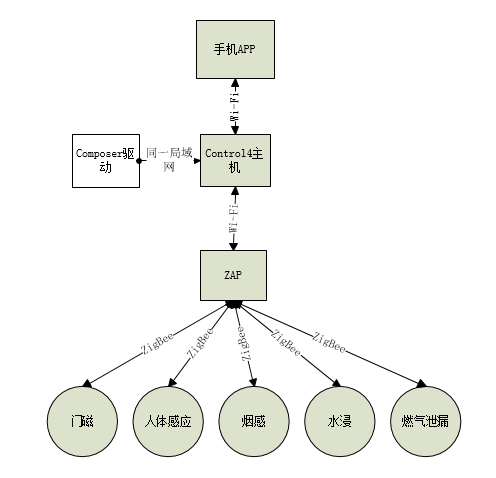 手机APP
Wi-Fi
Composer驱
动
同一局域
网
Control4主
机
Wi-Fi
ZAP
ZigBee
ZigBee
ZigBee
ZigBee
ZigBee
门磁
人体感应
烟感
水浸
燃气泄漏